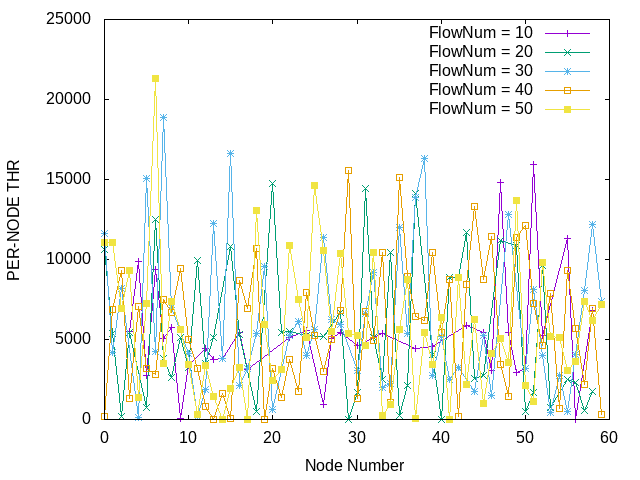 25000
20000
15000
10000
5000
0
PER-NODE THR
FlowNum = 10
FlowNum = 20
FlowNum = 30
FlowNum = 40
FlowNum = 50
0 10 20 30 40 50 60
Node Number